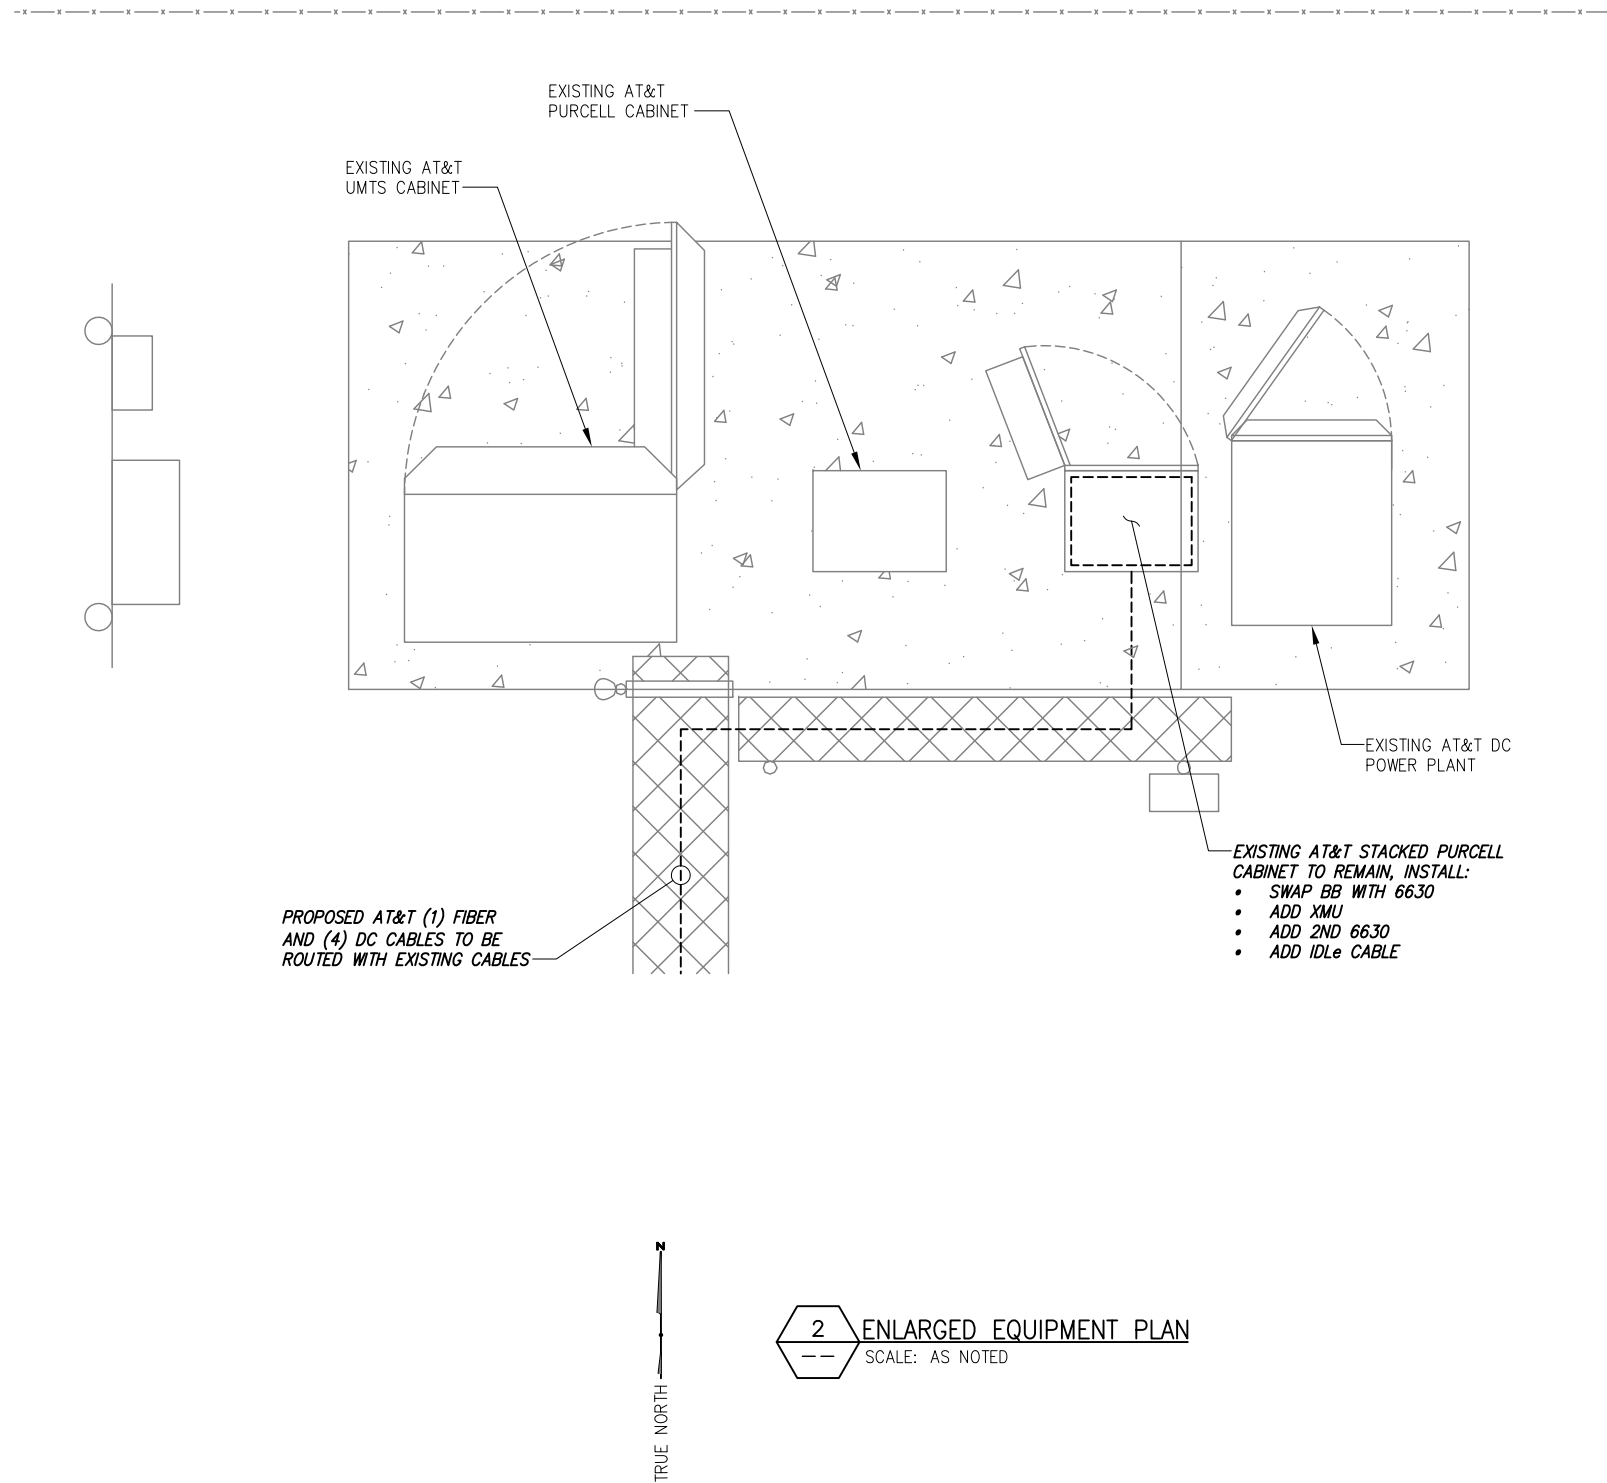 EXISTING AT&T
PURCELL CABINET
EXISTING AT&T
UMTS CABINET
EXISTING AT&T DC
POWER PLANT
EXISTING AT&T STACKED PURCELL
CABINET TO REMAIN, INSTALL:
• SWAP BB WITH 6630
• ADD XMU
• ADD 2ND 6630
• ADD IDLe CABLE
PROPOSED AT&T (1) FIBER
AND (4) DC CABLES TO BE
ROUTED WITH EXISTING CABLES
N
TRUE NORTH
2
--
ENLARGED EQUIPMENT PLAN
SCALE: AS NOTED